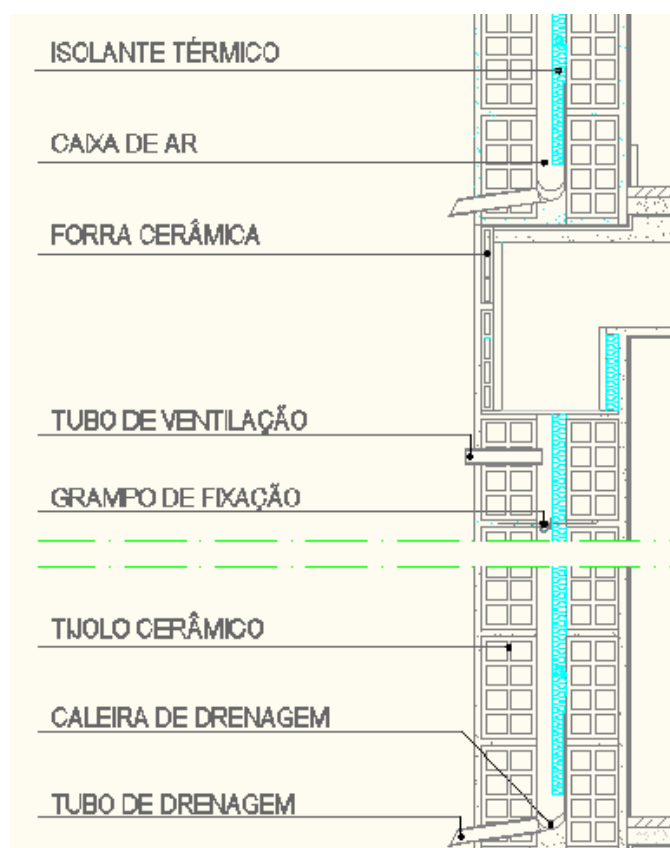 ISOLANTE TÉRMICO
CAIXA DE AR
FORRA CERÂMICA
TUBO DE VENTILAÇÃO
GRAMPO DE FIXAÇÃO
TIJOLO CERÂMICO
CALEIRA DE DRENAGEM
TUBO DE DRENAGEM